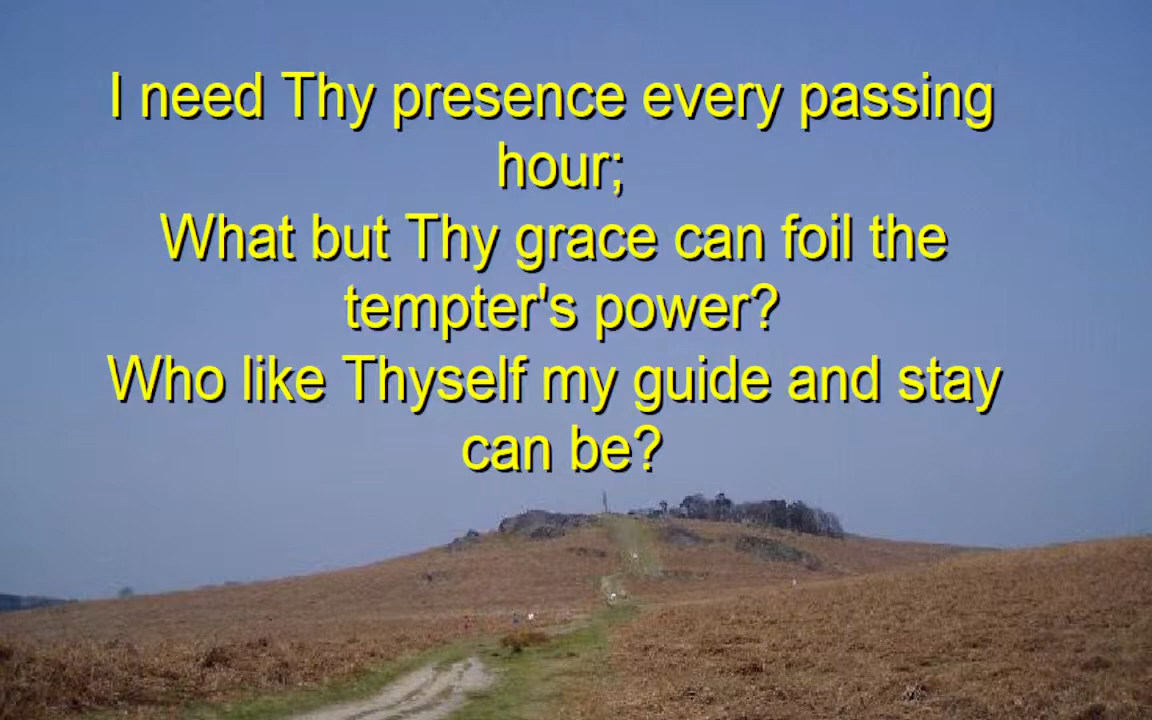 I need Thy presence every passing
hour;
What but Thy grace can foil the
tempter's power?
Who like Thyself my guide and stay
can be?